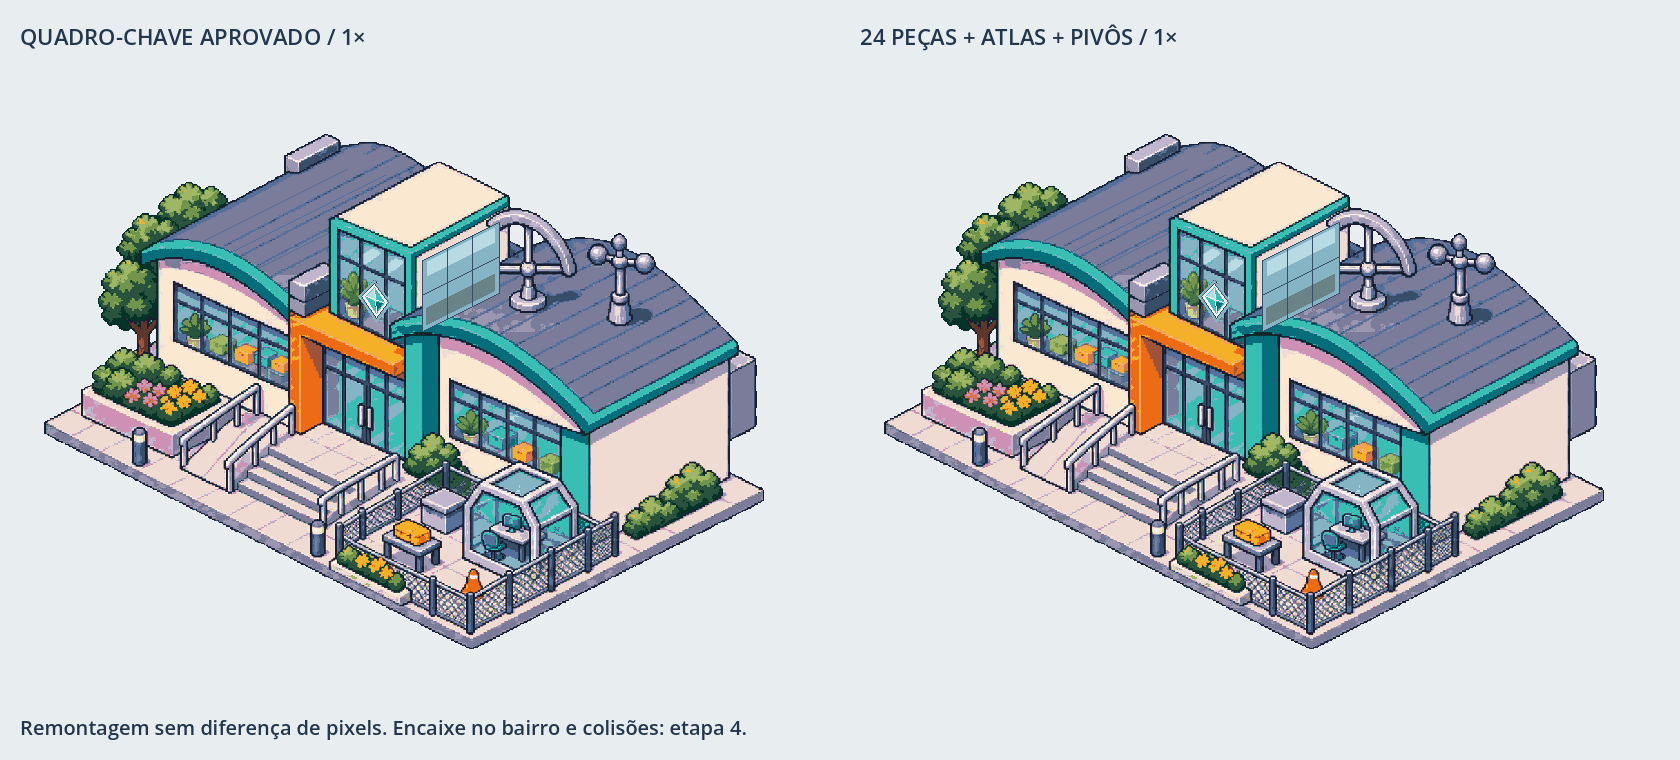 QUADRO-CHAVE APROVADO / 1×
24 PEÇAS + ATLAS + PIVÔS / 1×
Remontagem sem diferença de pixels. Encaixe no bairro e colisões: etapa 4.